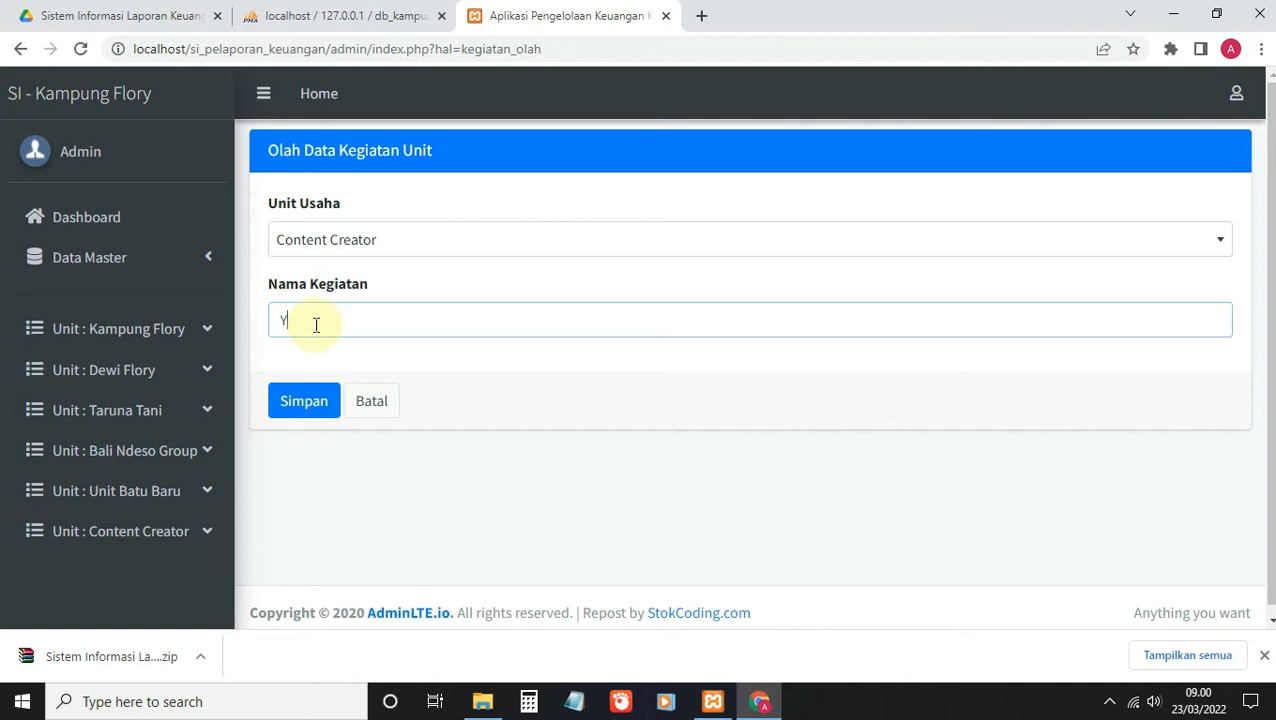 Sistem Informasi Laporan Keuang
localhost / 127.0.0.1 / db_kampu
Aplikasi Pengelolaan Keuangan K
localhost/si_pelaporan_keuangan/admin/index.php?hal=kegiatan_olah
A
SI - Kampung Flory
Home
Admin
Olah Data Kegiatan Unit
Unit Usaha
Dashboard
Content Creator
Data Master
Nama Kegiatan
Y
Unit : Kampung Flory
Unit : Dewi Flory
Simpan
Batal
Unit : Taruna Tani
Unit : Bali Ndeso Group
Unit : Unit Batu Baru
Unit : Content Creator
Copyright © 2020 AdminLTE.io. All rights reserved. | Repost by StokCoding.com
Anything you want
Sistem Informasi La....zip
Tampilkan semua
Type here to search
09.00
23/03/2022